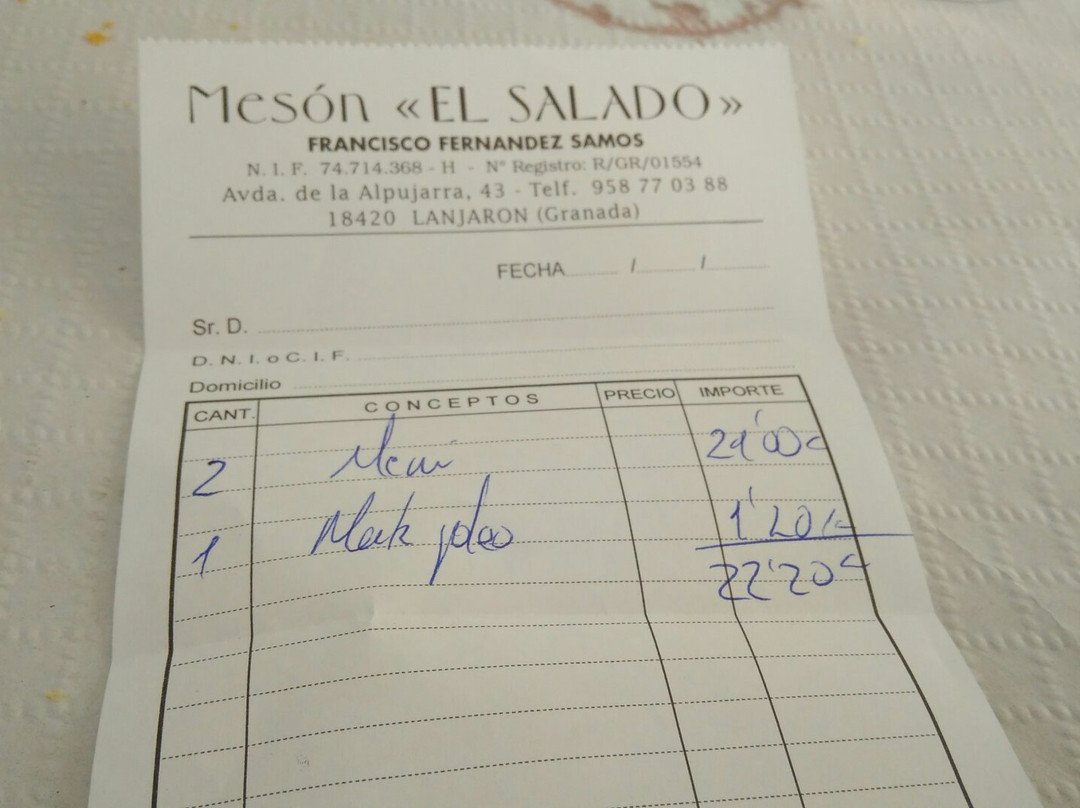 Mesón «EL SALADO»
FRANCISCO FERNANDEZ SAMOS
N. I. F. 74.714.368 - H - Nº Registro: R/GR/01554
Avda. de la Alpujarra, 43 - Telf. 958 77 03 88
18420 LANJARON (Granada)
FECHA / /
Sr. D.
D. N. I. o C. I. F.
Domicilio
CANT. CONCEPTOS PRECIO IMPORTE
2 21'00€
1 1'20€
22'20€